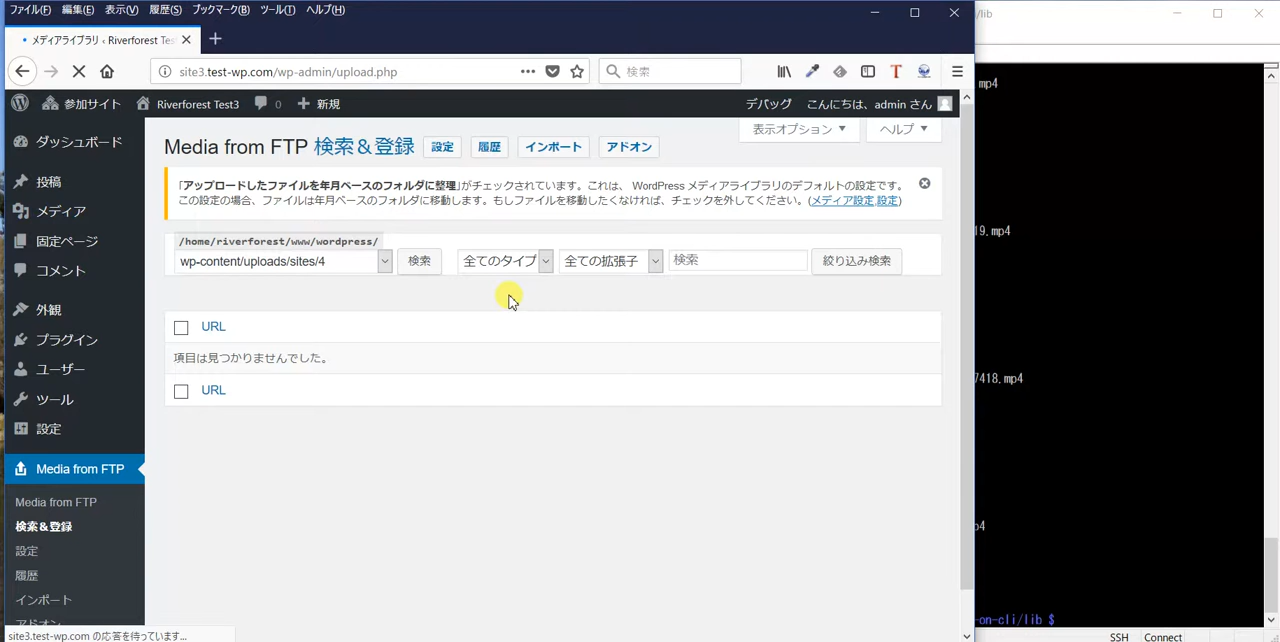 ファイル(F) 編集(E) 表示(V) 履歴(S) ブックマーク(B) ツール(T) ヘルプ(H)
メディアライブラリ ‹ Riverforest Tes
site3.test-wp.com/wp-admin/upload.php
検索
参加サイト Riverforest Test3 0 新規 デバッグ こんにちは、admin さん
ダッシュボード
投稿
メディア
固定ページ
コメント
外観
プラグイン
ユーザー
ツール
設定
Media from FTP
Media from FTP
検索＆登録
設定
履歴
インポート
アドオン
site3.test-wp.com の応答を待っています...
表示オプション ヘルプ
Media from FTP 検索＆登録 設定 履歴 インポート アドオン
「アップロードしたファイルを年月ベースのフォルダに整理」がチェックされています。これは、 WordPress メディアライブラリのデフォルトの設定です。
この設定の場合、ファイルは年月ベースのフォルダに移動します。もしファイルを移動したくなければ、チェックを外してください。(メディア設定,設定)
/home/riverforest/www/wordpress/
wp-content/uploads/sites/4 検索 全てのタイプ 全ての拡張子 検索 絞り込み検索
URL
項目は見つかりませんでした。
URL
/lib
mp4
19.mp4
7418.mp4
p4
-on-cli/lib $
SSH Connect